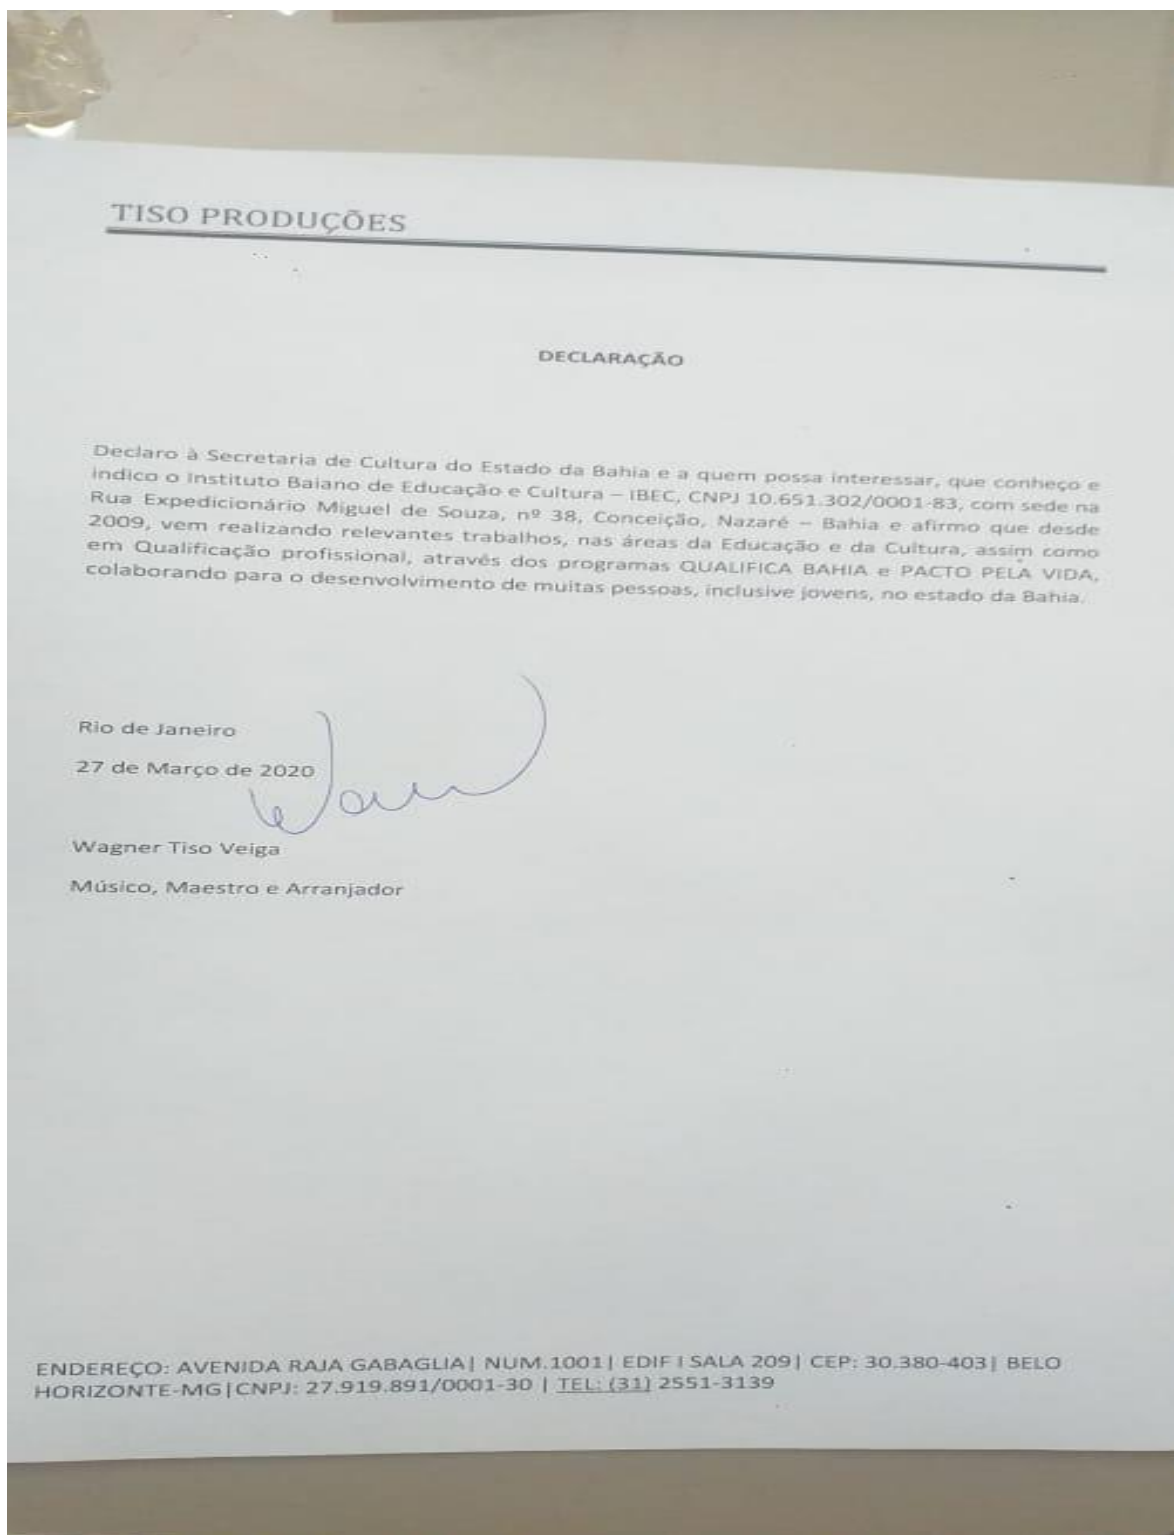 TISO PRODUÇÕES
DECLARAÇÃO
Declaro à Secretaria de Cultura do Estado da Bahia e a quem possa interessar, que conheço e
indico o Instituto Baiano de Educação e Cultura – IBEC, CNPJ 10.651.302/0001-83, com sede na
Rua Expedicionário Miguel de Souza, nº 38, Conceição, Nazaré – Bahia e afirmo que desde
2009, vem realizando relevantes trabalhos, nas áreas da Educação e da Cultura, assim como
em Qualificação profissional, através dos programas QUALIFICA BAHIA e PACTO PELA VIDA,
colaborando para o desenvolvimento de muitas pessoas, inclusive jovens, no estado da Bahia.
Rio de Janeiro
27 de Março de 2020
Wagner Tiso Veiga
Músico, Maestro e Arranjador
ENDEREÇO: AVENIDA RAJA GABAGLIA| NUM.1001| EDIF I SALA 209| CEP: 30.380-403| BELO
HORIZONTE-MG|CNPJ: 27.919.891/0001-30 | TEL: (31) 2551-3139